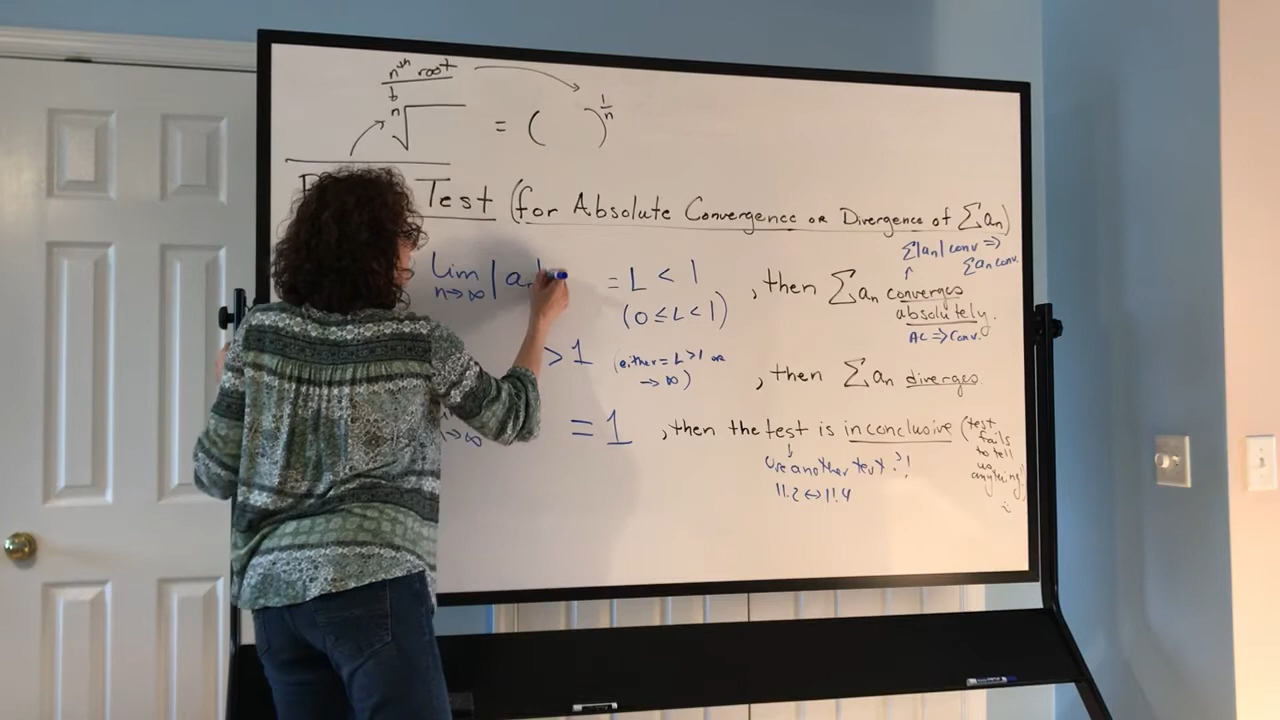 nth root
n√ = ( )^1/n
Test (for Absolute Convergence or Divergence of ∑an)
∑|an| conv ⇒
∑an conv.
lim n→∞ |an| = L < 1 , then ∑an converges
(0 ≤ L < 1) absolutely.
AC ⇒ Conv.
> 1 (either = L > 1 or
→ ∞) , then ∑an diverges.
n→∞ = 1 , then the test is inconclusive (test
fails
to tell
us
anything!
Use another test?!
11.2 ↔ 11.4